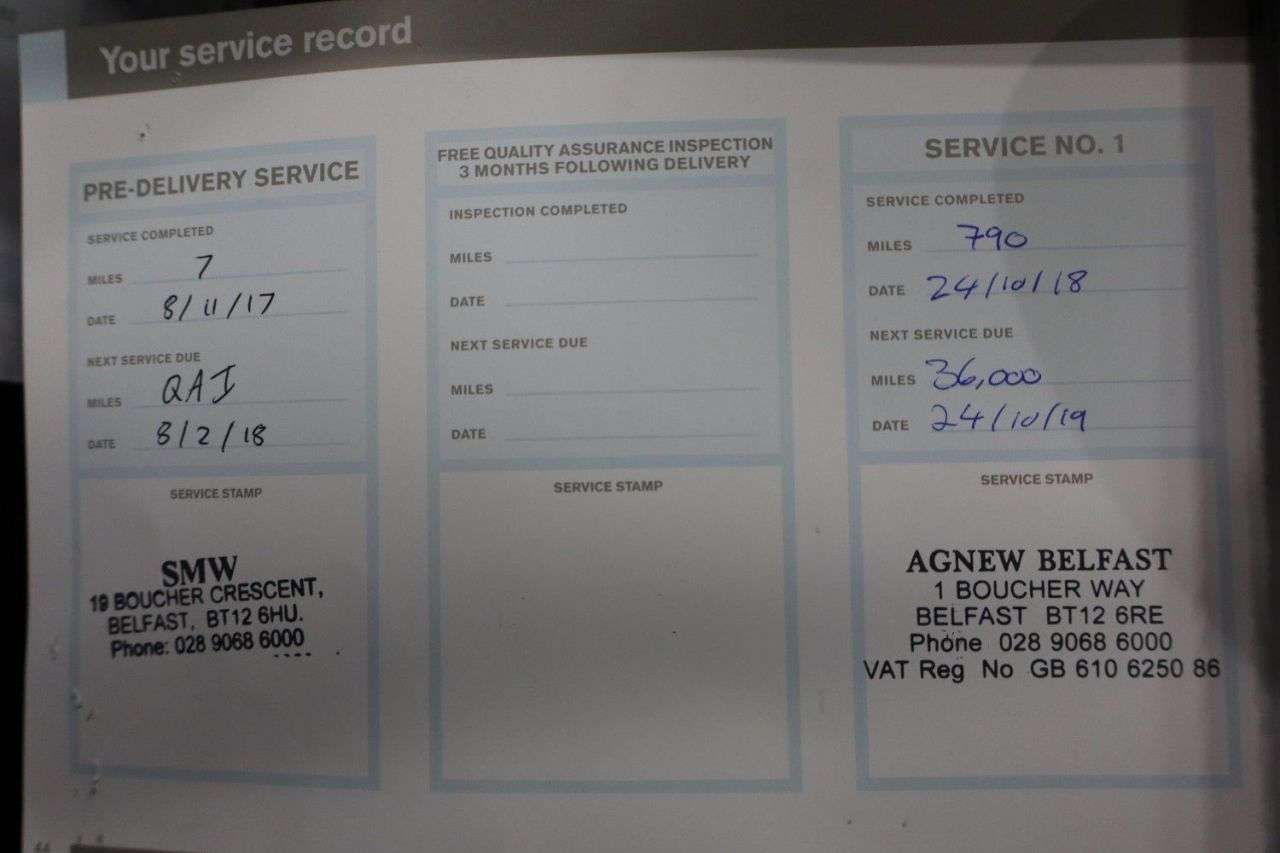 Your service record
PRE-DELIVERY SERVICE
SERVICE COMPLETED
MILES 7
DATE 8/11/17
NEXT SERVICE DUE
MILES QAI
DATE 8/2/18
SERVICE STAMP
SMW
19 BOUCHER CRESCENT,
BELFAST, BT12 6HU.
Phone: 028 9068 6000
FREE QUALITY ASSURANCE INSPECTION
3 MONTHS FOLLOWING DELIVERY
INSPECTION COMPLETED
MILES
DATE
NEXT SERVICE DUE
MILES
DATE
SERVICE STAMP
SERVICE NO. 1
SERVICE COMPLETED
MILES 790
DATE 24/10/18
NEXT SERVICE DUE
MILES 36,000
DATE 24/10/19
SERVICE STAMP
AGNEW BELFAST
1 BOUCHER WAY
BELFAST BT12 6RE
Phone 028 9068 6000
VAT Reg No GB 610 6250 86